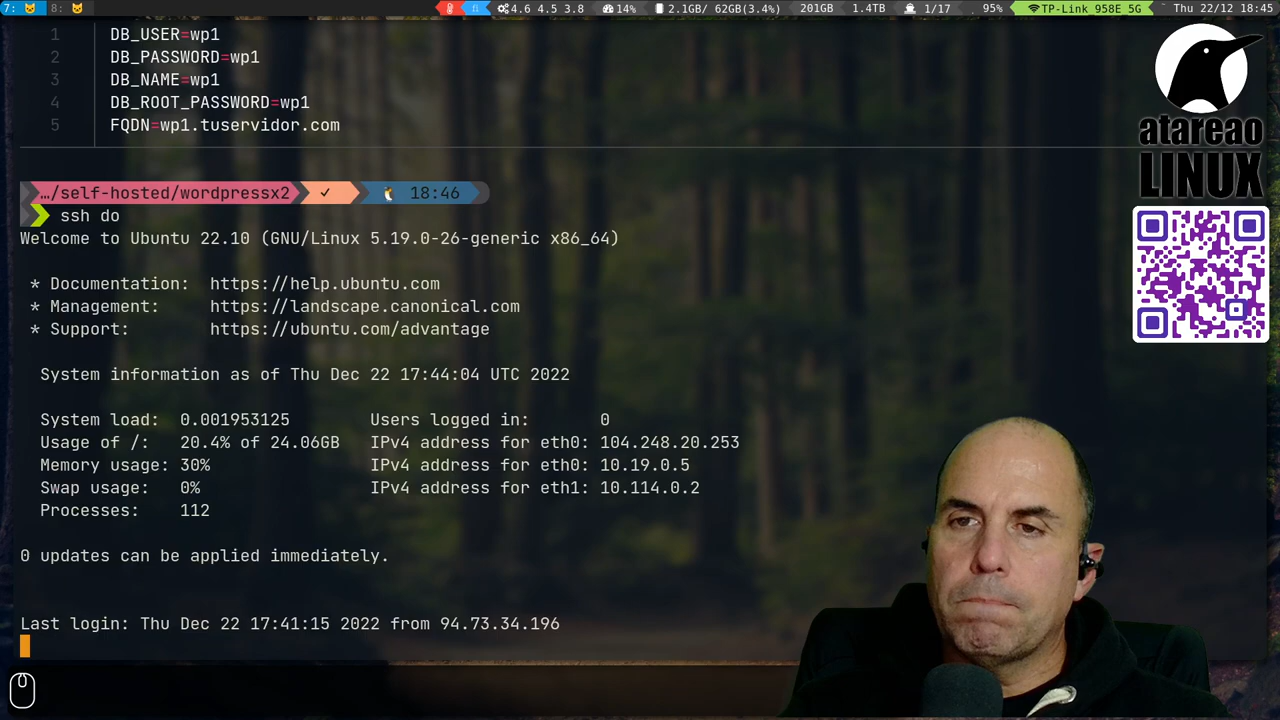 7:
8:
4.6 4.5 3.8
14%
2.1GB/ 62GB(3.4%)
201GB
1.4TB
1/17
95%
TP-Link 958E_5G
Thu 22/12
18:45
1 DB_USER=wp1
2 DB_PASSWORD=wp1
3 DB_NAME=wp1
4 DB_ROOT_PASSWORD=wp1
5 FQDN=wp1.tuservidor.com
atareao
LINUX
…/self-hosted/wordpressx2 ✓ 18:46
ssh do
Welcome to Ubuntu 22.10 (GNU/Linux 5.19.0-26-generic x86_64)
* Documentation: https://help.ubuntu.com
* Management: https://landscape.canonical.com
* Support: https://ubuntu.com/advantage
System information as of Thu Dec 22 17:44:04 UTC 2022
System load: 0.001953125 Users logged in: 0
Usage of /: 20.4% of 24.06GB IPv4 address for eth0: 104.248.20.253
Memory usage: 30% IPv4 address for eth0: 10.19.0.5
Swap usage: 0% IPv4 address for eth1: 10.114.0.2
Processes: 112
0 updates can be applied immediately.
Last login: Thu Dec 22 17:41:15 2022 from 94.73.34.196